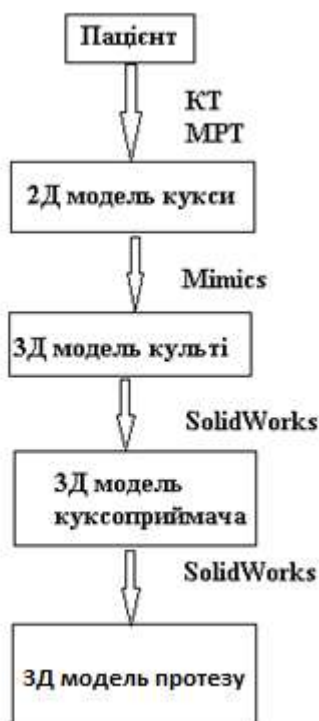 Пацієнт
КТ
МРТ
2Д модель кукси
Mimics
3Д модель культі
SolidWorks
3Д модель
куксоприймача
SolidWorks
3Д модель протезу